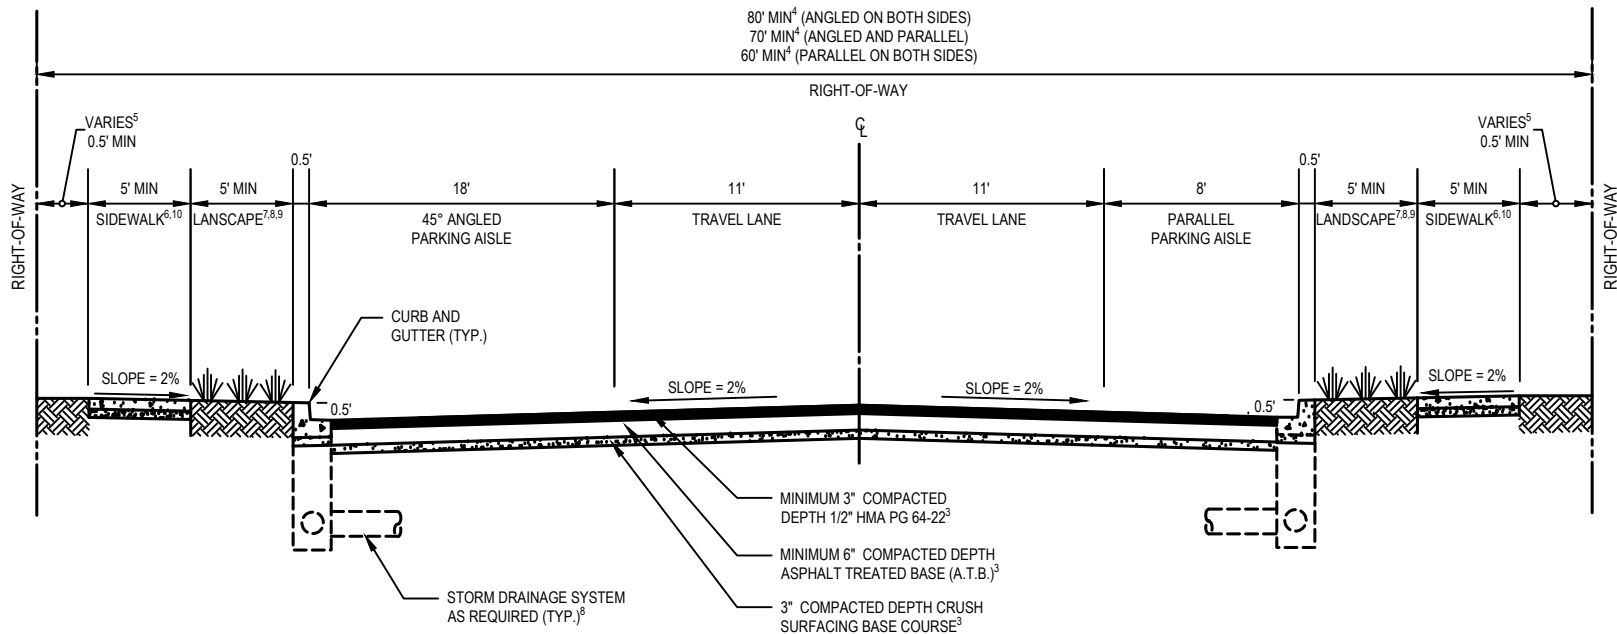 80' MIN⁴ (ANGLED ON BOTH SIDES)
70' MIN⁴ (ANGLED AND PARALLEL)
60' MIN⁴ (PARALLEL ON BOTH SIDES)
RIGHT-OF-WAY
VARIES⁵
0.5' MIN
℄
VARIES⁵
0.5' MIN
0.5'
0.5'
RIGHT-OF-WAY
5' MIN
SIDEWALK⁶,¹⁰
5' MIN
LANSCAPE⁷,⁸,⁹
18'
45° ANGLED
PARKING AISLE
11'
TRAVEL LANE
11'
TRAVEL LANE
8'
PARALLEL
PARKING AISLE
5' MIN
LANDSCAPE⁷,⁸,⁹
5' MIN
SIDEWALK⁶,¹⁰
RIGHT-OF-WAY
CURB AND
GUTTER (TYP.)
SLOPE = 2%
SLOPE = 2%
SLOPE = 2%
SLOPE = 2%
0.5'
0.5'
MINIMUM 3" COMPACTED
DEPTH 1/2" HMA PG 64-22³
MINIMUM 6" COMPACTED DEPTH
ASPHALT TREATED BASE (A.T.B.)³
3" COMPACTED DEPTH CRUSH
SURFACING BASE COURSE³
STORM DRAINAGE SYSTEM
AS REQUIRED (TYP.)⁸